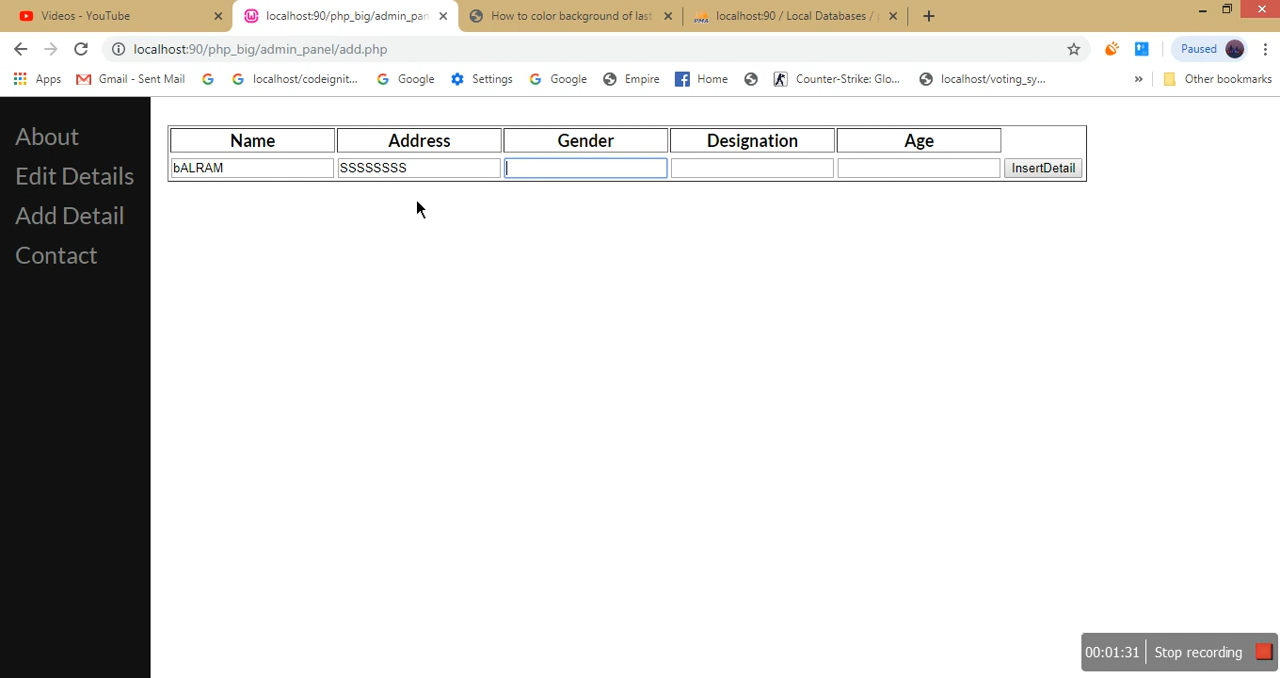 Videos - YouTube
localhost:90/php_big/admin_pan
How to color background of last
localhost:90 / Local Databases /
localhost:90/php_big/admin_panel/add.php
Paused
Apps
Gmail - Sent Mail
localhost/codeignit...
Google
Settings
Google
Empire
Home
Counter-Strike: Glo...
localhost/voting_sy...
»
Other bookmarks
About
Edit Details
Add Detail
Contact
Name Address Gender Designation Age
bALRAM SSSSSSSS InsertDetail
00:01:31 Stop recording